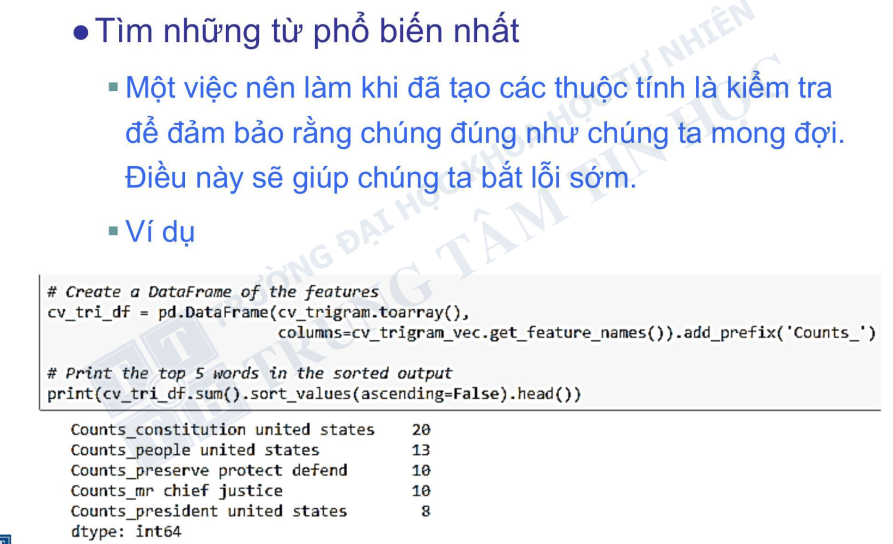 ● Tìm những từ phổ biến nhất
▪ Một việc nên làm khi đã tạo các thuộc tính là kiểm tra
để đảm bảo rằng chúng đúng như chúng ta mong đợi.
Điều này sẽ giúp chúng ta bắt lỗi sớm.
▪ Ví dụ
TRƯỜNG ĐẠI HỌC KHOA HỌC TỰ NHIÊN
TRUNG TÂM TIN HỌC
# Create a DataFrame of the features
cv_tri_df = pd.DataFrame(cv_trigram.toarray(),
columns=cv_trigram_vec.get_feature_names()).add_prefix('Counts_')
# Print the top 5 words in the sorted output
print(cv_tri_df.sum().sort_values(ascending=False).head())
Counts_constitution united states 20
Counts_people united states 13
Counts_preserve protect defend 10
Counts_mr chief justice 10
Counts_president united states 8
dtype: int64